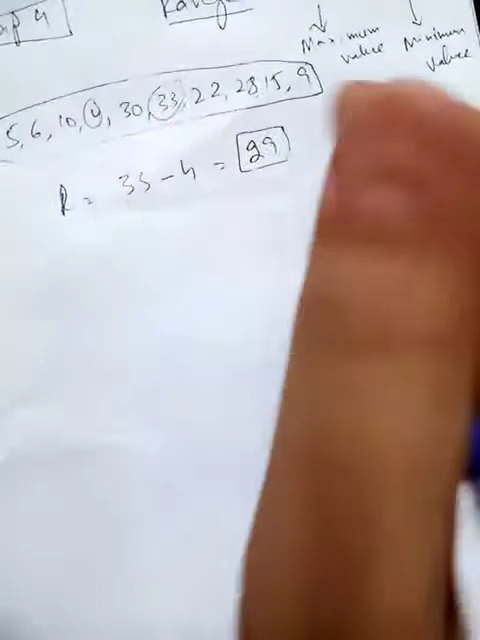 Range
Maximum value
Minimum value
5, 6, 10, 4, 30, 33, 22, 28, 15, 9
R = 33 - 4 = 29